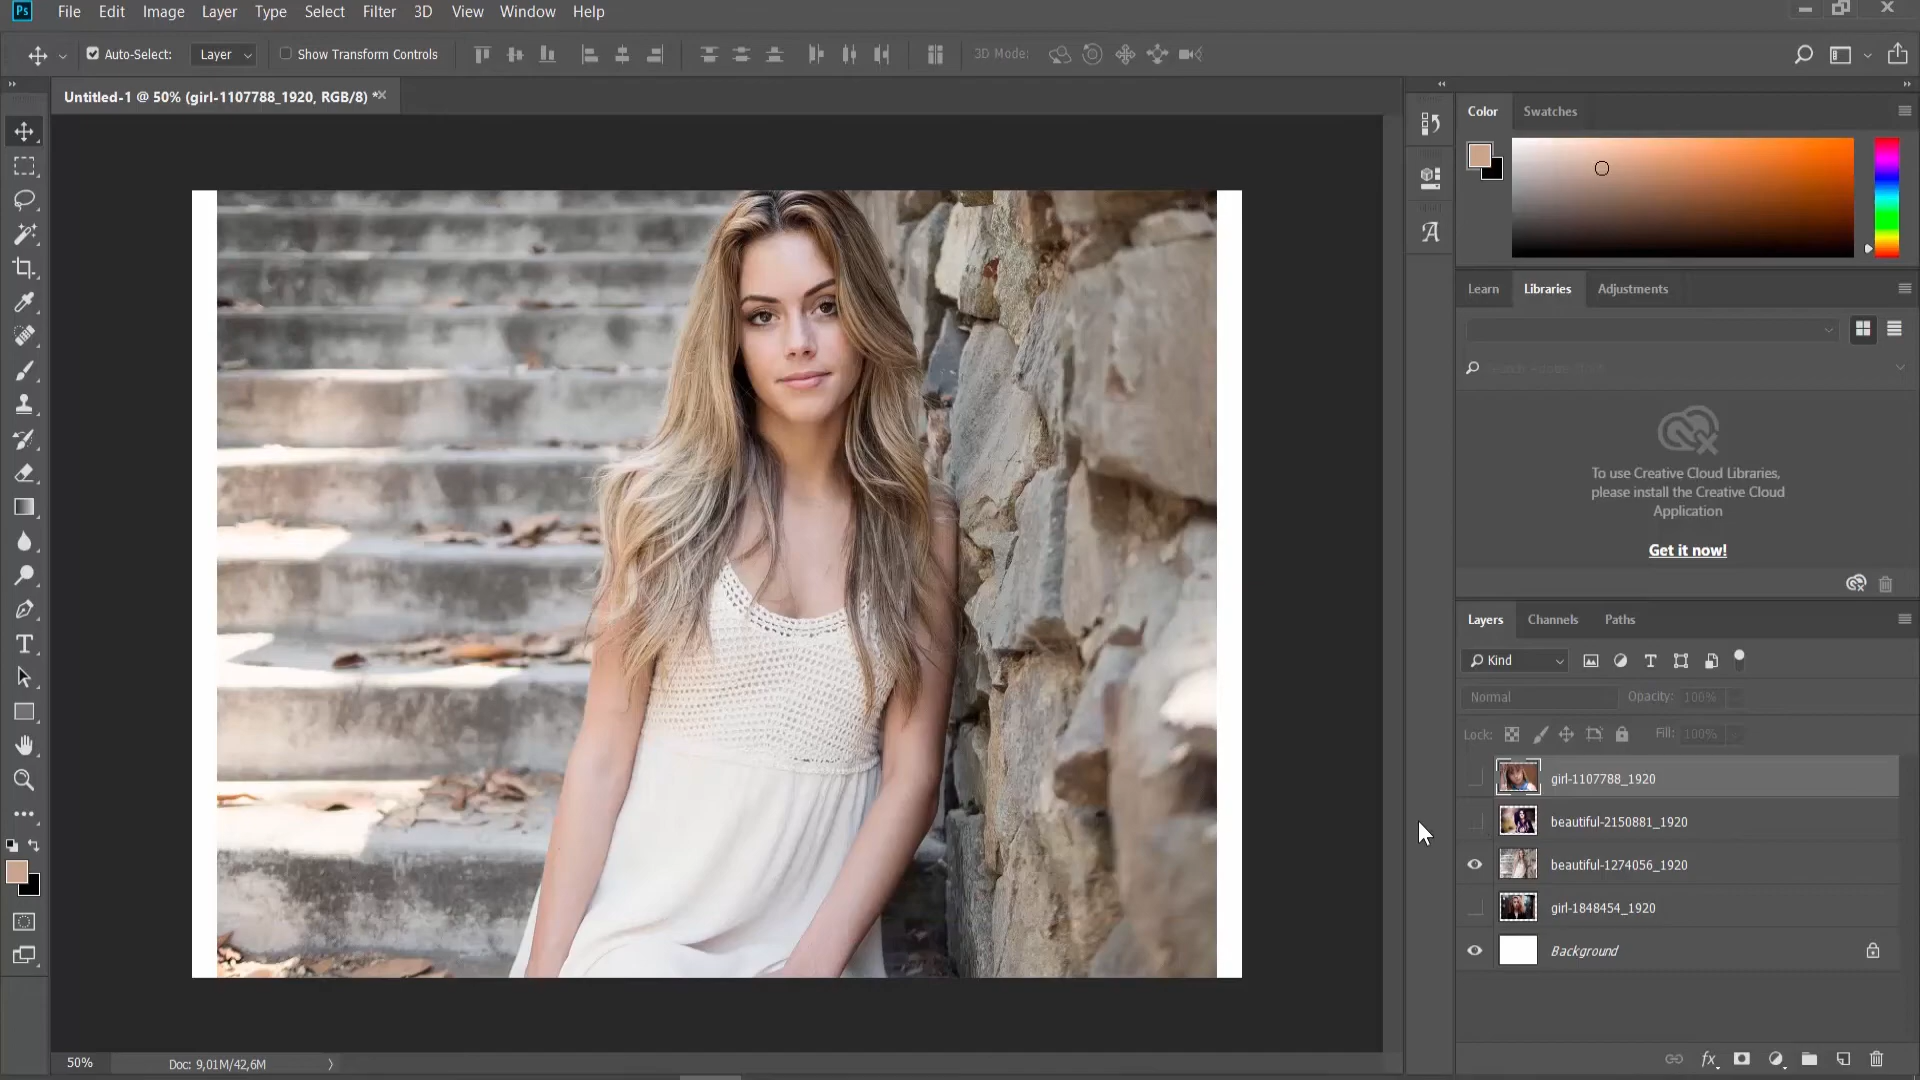 Ps File Edit Image Layer Type Select Filter 3D View Window Help
Auto-Select: Layer Show Transform Controls 3D Mode:
Untitled-1 @ 50% (girl-1107788_1920, RGB/8) *
Color Swatches
Learn Libraries Adjustments
To use Creative Cloud Libraries,
please install the Creative Cloud
Application
Get it now!
Layers Channels Paths
Kind
Normal Opacity: 100%
Lock: Fill: 100%
girl-1107788_1920
beautiful-2150881_1920
beautiful-1274056_1920
girl-1848454_1920
Background
50% Doc: 9,01M/42,6M